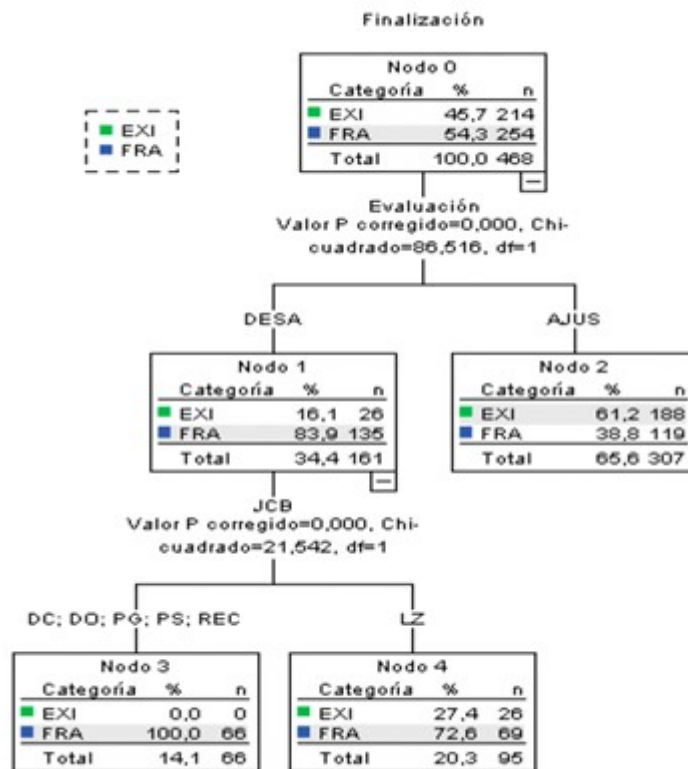 Finalización
Nodo 0
Categoría % n
EXI 45,7 214
FRA 54,3 254
Total 100,0 468
EXI
FRA
Evaluación
Valor P corregido=0,000, Chi-
cuadrado=86,516, df=1
DESA
AJUS
Nodo 1
Categoría % n
EXI 16,1 26
FRA 83,9 135
Total 34,4 161
Nodo 2
Categoría % n
EXI 61,2 188
FRA 38,8 119
Total 65,6 307
JCB
Valor P corregido=0,000, Chi-
cuadrado=21,542, df=1
DC; DO; PG; PS; REC
LZ
Nodo 3
Categoría % n
EXI 0,0 0
FRA 100,0 66
Total 14,1 66
Nodo 4
Categoría % n
EXI 27,4 26
FRA 72,6 69
Total 20,3 95